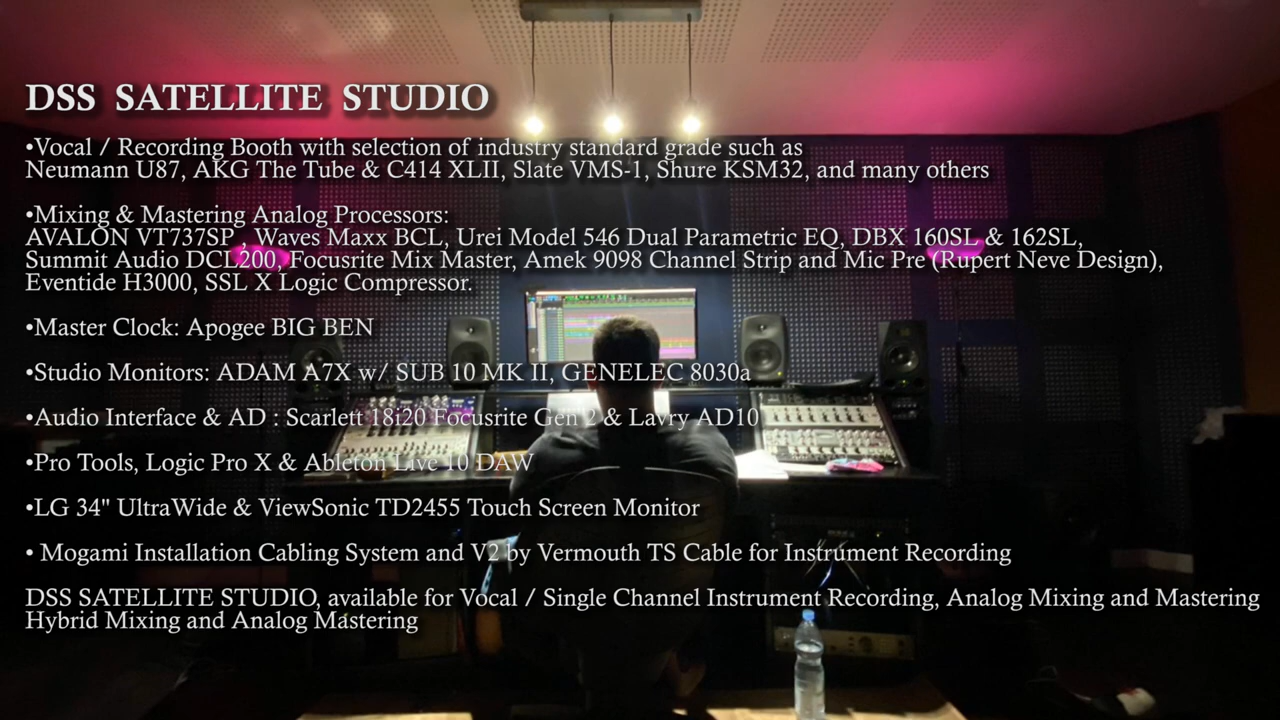 DSS SATELLITE STUDIO
•Vocal / Recording Booth with selection of industry standard grade such as
Neumann U87, AKG The Tube & C414 XLII, Slate VMS-1, Shure KSM32, and many others
•Mixing & Mastering Analog Processors:
AVALON VT737SP , Waves Maxx BCL, Urei Model 546 Dual Parametric EQ, DBX 160SL & 162SL,
Summit Audio DCL200, Focusrite Mix Master, Amek 9098 Channel Strip and Mic Pre (Rupert Neve Design),
Eventide H3000, SSL X Logic Compressor.
•Master Clock: Apogee BIG BEN
•Studio Monitors: ADAM A7X w/ SUB 10 MK II, GENELEC 8030a
•Audio Interface & AD : Scarlett 18i20 Focusrite Gen 2 & Lavry AD10
•Pro Tools, Logic Pro X & Ableton Live 10 DAW
•LG 34" UltraWide & ViewSonic TD2455 Touch Screen Monitor
• Mogami Installation Cabling System and V2 by Vermouth TS Cable for Instrument Recording
DSS SATELLITE STUDIO, available for Vocal / Single Channel Instrument Recording, Analog Mixing and Mastering
Hybrid Mixing and Analog Mastering